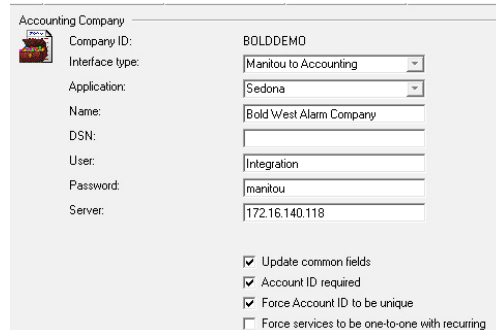 Accounting Company
Company ID: BOLDDEMO
Interface type: Manitou to Accounting
Application: Sedona
Name: Bold West Alarm Company
DSN:
User: Integration
Password: manitou
Server: 172.16.140.118
Update common fields
Account ID required
Force Account ID to be unique
Force services to be one-to-one with recurring